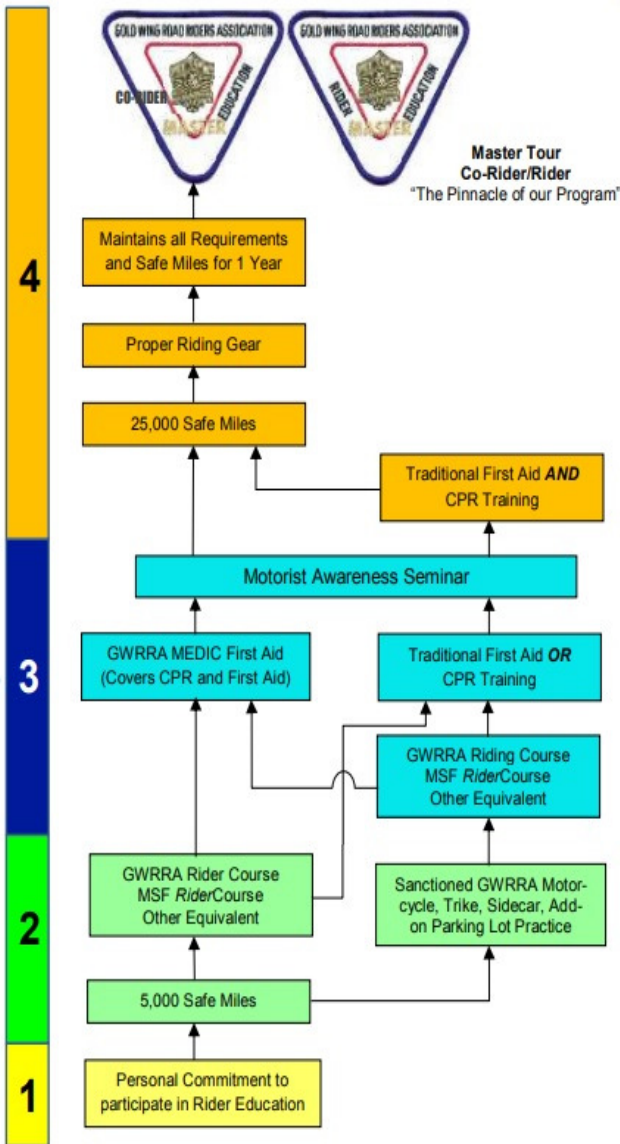 GOLD WING ROAD RIDERS ASSOCIATION
CO-RIDER
EDUCATION
MASTER
GOLD WING ROAD RIDERS ASSOCIATION
RIDER
EDUCATION
MASTER
Master Tour
Co-Rider/Rider
"The Pinnacle of our Program"
4
Maintains all Requirements
and Safe Miles for 1 Year
Proper Riding Gear
25,000 Safe Miles
Traditional First Aid AND
CPR Training
3
Motorist Awareness Seminar
GWRRA MEDIC First Aid
(Covers CPR and First Aid)
Traditional First Aid OR
CPR Training
GWRRA Riding Course
MSF RiderCourse
Other Equivalent
2
GWRRA Rider Course
MSF RiderCourse
Other Equivalent
Sanctioned GWRRA Motor-
cycle, Trike, Sidecar, Add-
on Parking Lot Practice
5,000 Safe Miles
1
Personal Commitment to
participate in Rider Education